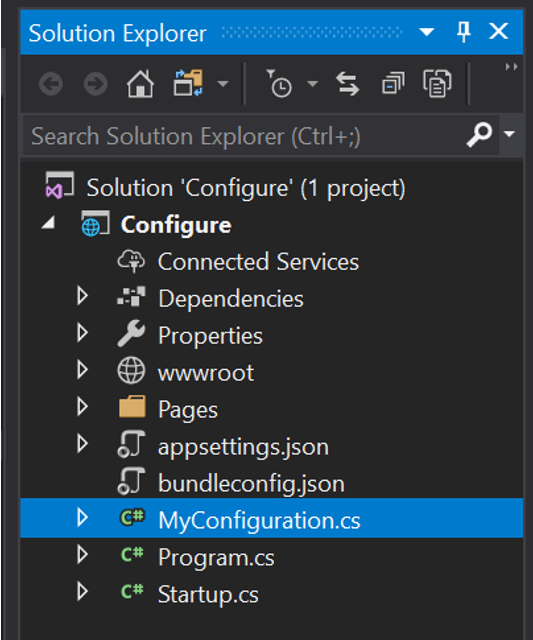 Solution Explorer
Search Solution Explorer (Ctrl+;)
Solution 'Configure' (1 project)
Configure
Connected Services
Dependencies
Properties
wwwroot
Pages
appsettings.json
bundleconfig.json
C# MyConfiguration.cs
C# Program.cs
C# Startup.cs